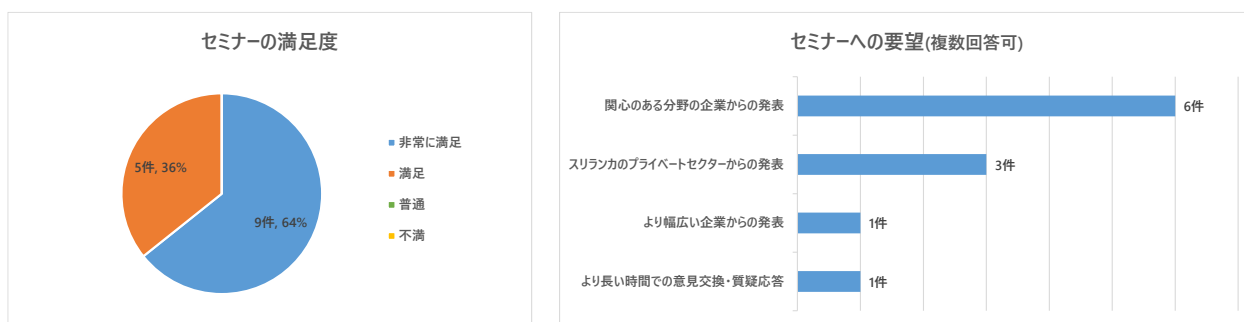 セミナーの満足度
5件, 36%
9件, 64%
非常に満足
満足
普通
不満
セミナーへの要望(複数回答可)
関心のある分野の企業からの発表
6件
スリランカのプライベートセクターからの発表
3件
より幅広い企業からの発表
1件
より長い時間での意見交換・質疑応答
1件